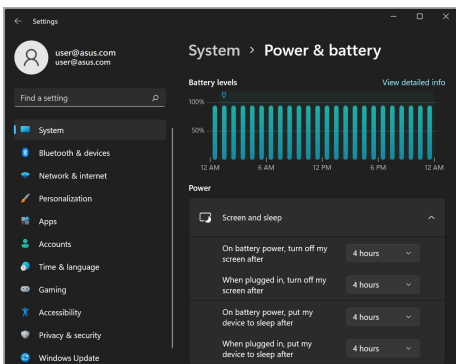 Settings
user@asus.com
user@asus.com
Find a setting
System
Bluetooth & devices
Network & internet
Personalization
Apps
Accounts
Time & language
Gaming
Accessibility
Privacy & security
Windows Update
System > Power & battery
Battery levels
View detailed info
100%
50%
12 AM 6 AM 12 PM 6 PM 12 AM
Power
Screen and sleep
On battery power, turn off my
screen after
4 hours
When plugged in, turn off my
screen after
4 hours
On battery power, put my
device to sleep after
4 hours
When plugged in, put my
device to sleep after
4 hours